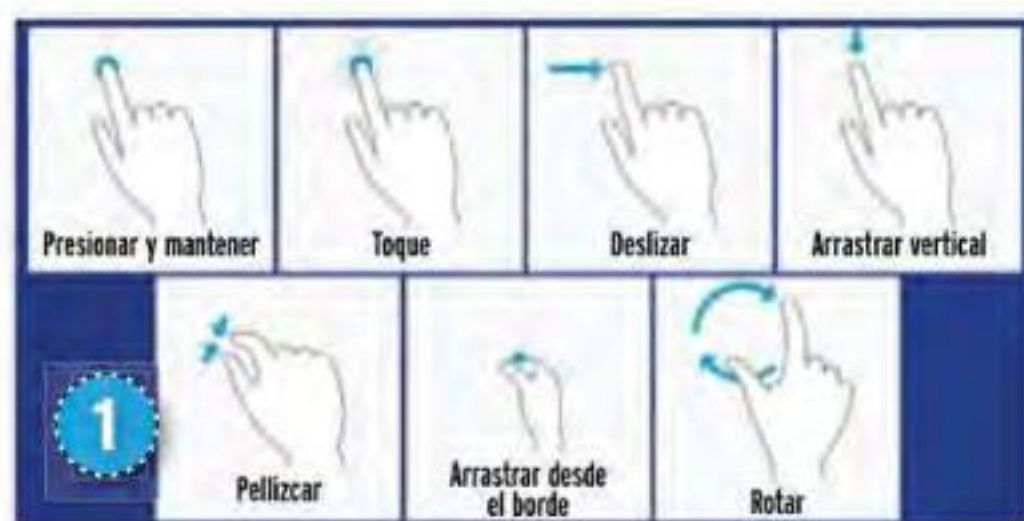 Presionar y mantener
Toque
Deslizar
Arrastrar vertical
1
Pellizcar
Arrastrar desde
el borde
Rotar